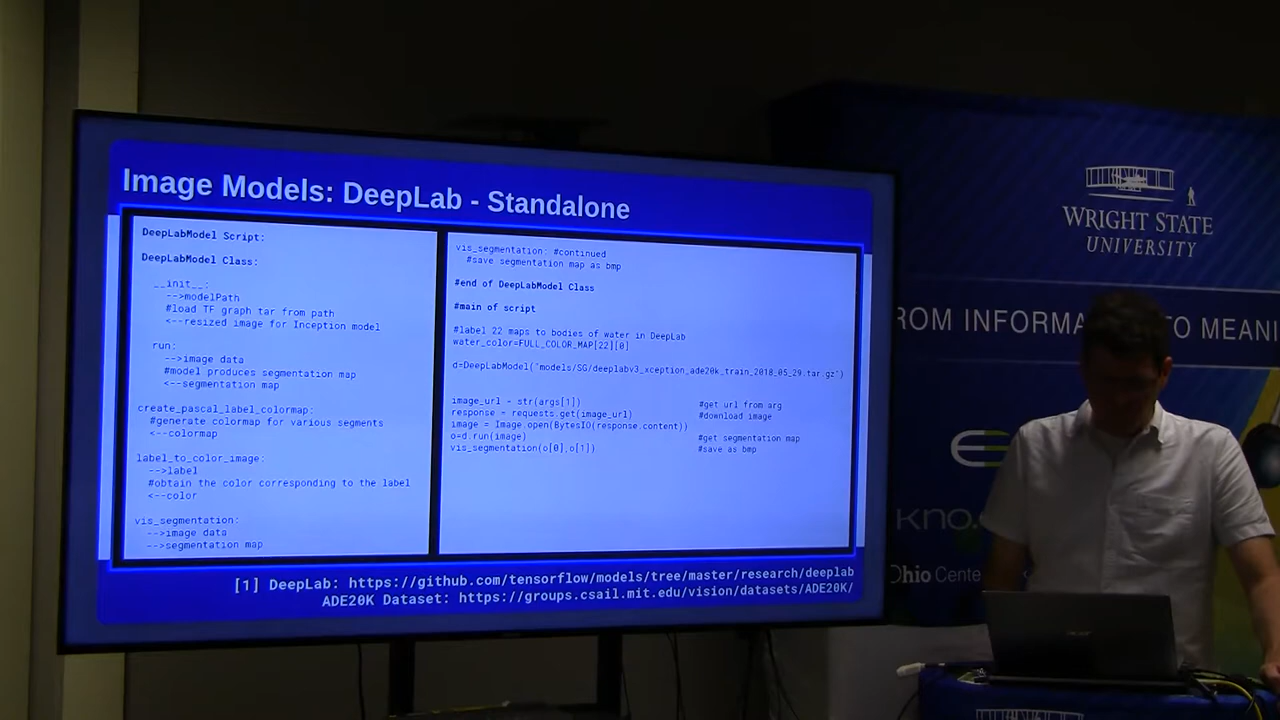 Image Models: DeepLab - Standalone
DeepLabModel Script:
DeepLabModel Class:
__init__:
-->modelPath
#load TF graph tar from path
<--resized image for Inception model
run:
-->image data
#model produces segmentation map
<--segmentation map
create_pascal_label_colormap:
#generate colormap for various segments
<--colormap
label_to_color_image:
-->label
#obtain the color corresponding to the label
<--color
vis_segmentation:
-->image data
-->segmentation map
vis_segmentation: #continued
#save segmentation map as bmp
#end of DeepLabModel Class
#main of script
#label 22 maps to bodies of water in DeepLab
water_color=FULL_COLOR_MAP[22][0]
d=DeepLabModel("models/SG/deeplabv3_xception_ade20k_train_2018_05_29.tar.gz")
image_url = str(args[1]) #get url from arg
response = requests.get(image_url) #download image
image = Image.open(BytesIO(response.content))
o=d.run(image) #get segmentation map
vis_segmentation(o[0],o[1]) #save as bmp
[1] DeepLab: https://github.com/tensorflow/models/tree/master/research/deeplab
ADE20K Dataset: https://groups.csail.mit.edu/vision/datasets/ADE20K/
WRIGHT STATE
UNIVERSITY
ROM INFORMA TO MEANI
kno.
Ohio Cente
WRIGHT STATE